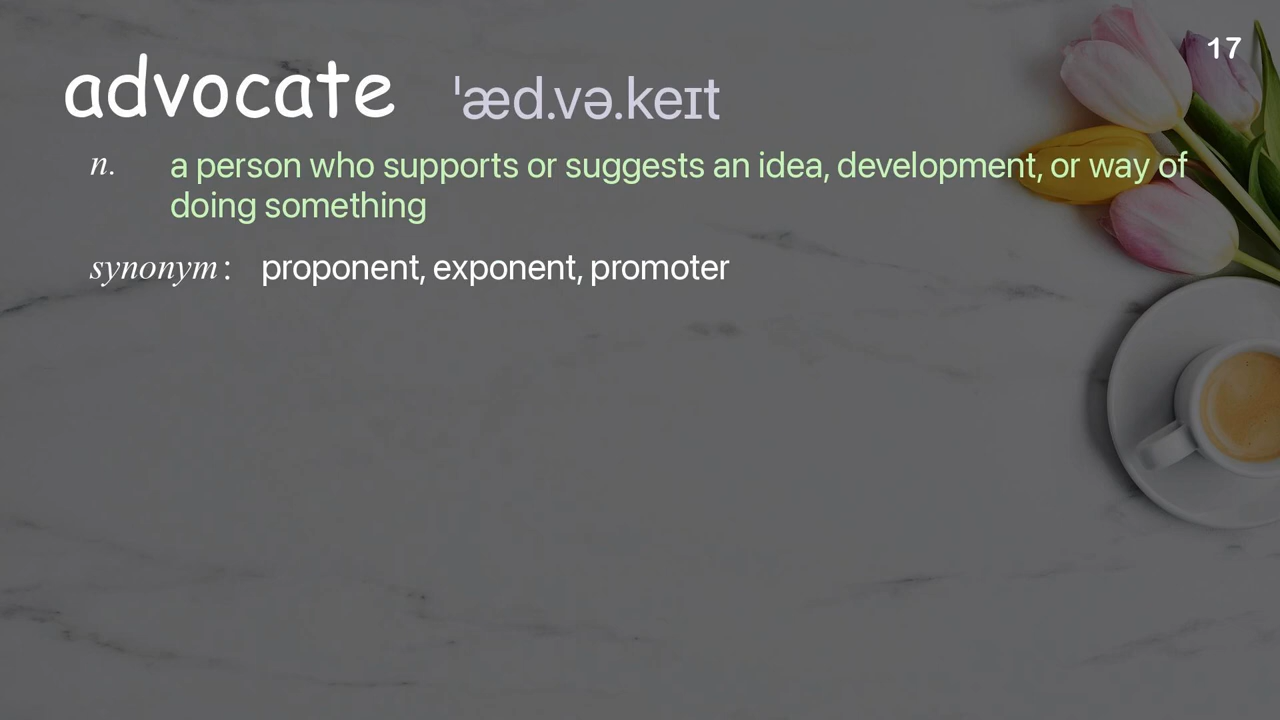 17
advocate ˈæd.və.keɪt
n. a person who supports or suggests an idea, development, or way of
doing something
synonym: proponent, exponent, promoter